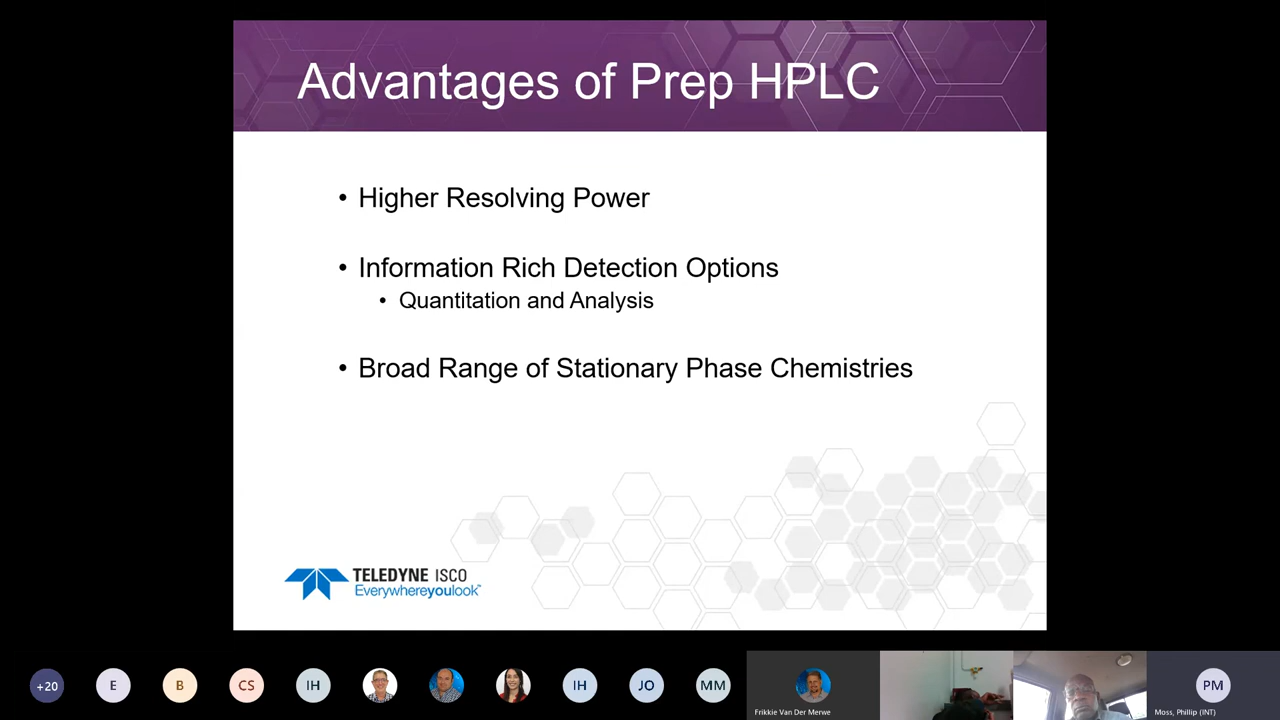 Advantages of Prep HPLC
• Higher Resolving Power
• Information Rich Detection Options
• Quantitation and Analysis
• Broad Range of Stationary Phase Chemistries
TELEDYNE ISCO
Everywhereyoulook™
+20
E
B
CS
IH
IH
JO
MM
PM
Frikkie Van Der Merwe
Moss, Phillip (INT)